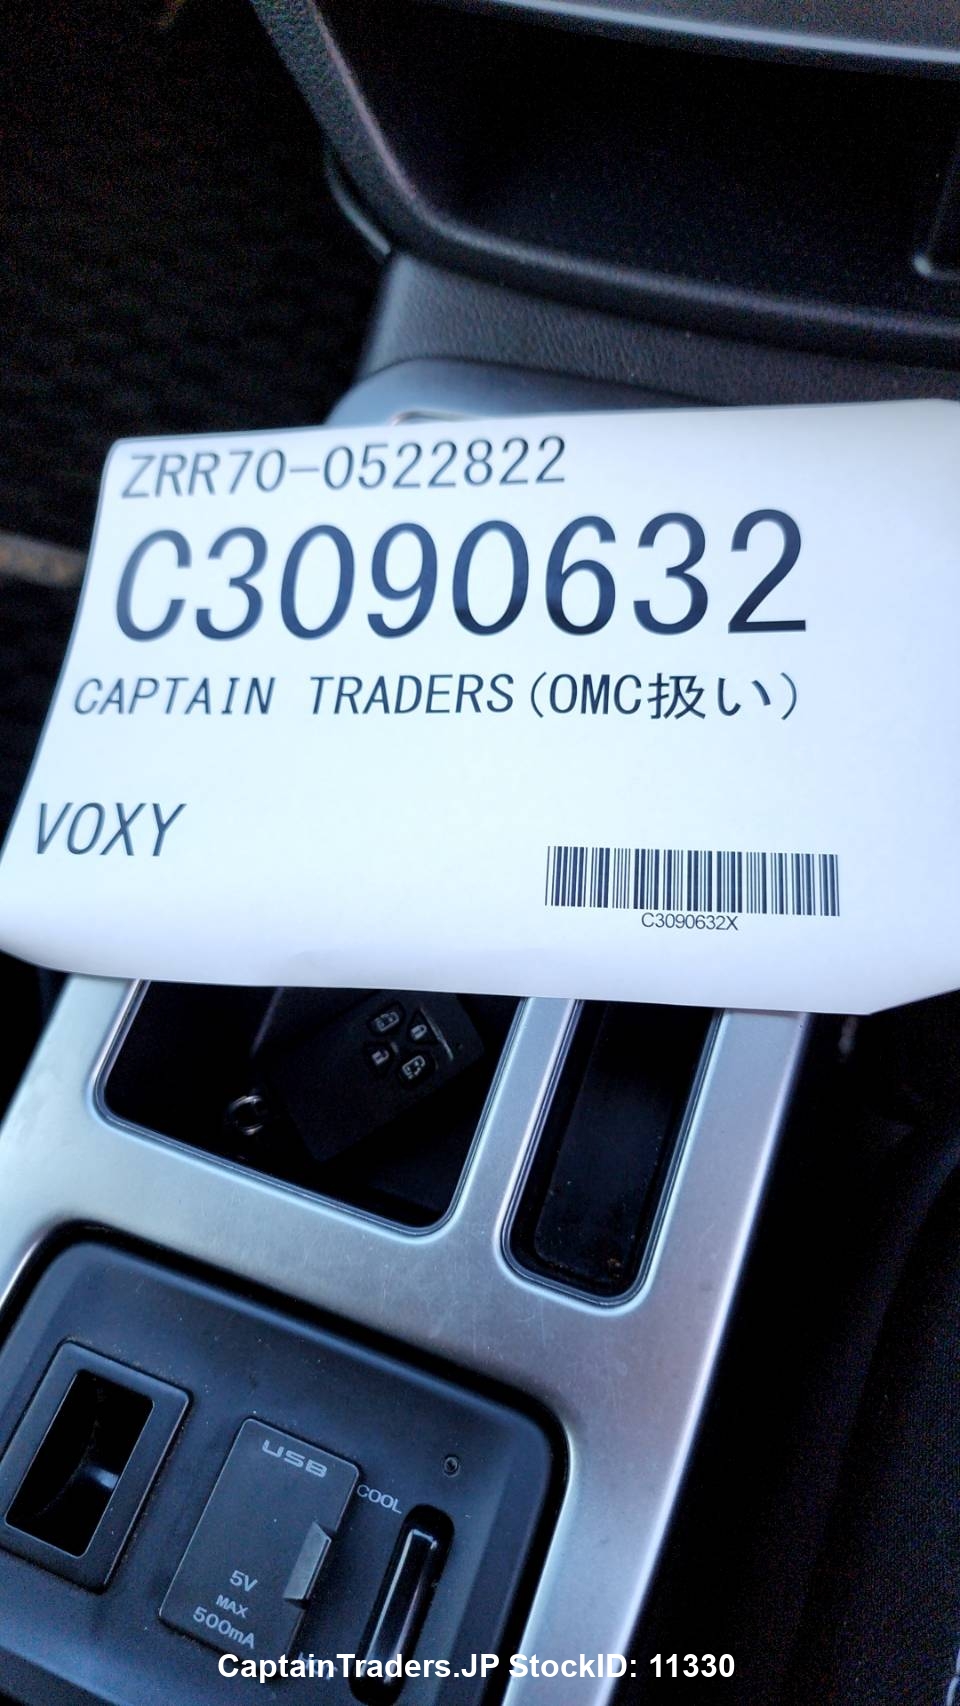 ZRR70-0522822
C3090632
CAPTAIN TRADERS(OMC扱い)
VOXY
C3090632X
USB
5V
MAX
500mA
COOL
CaptainTraders.JP StockID: 11330